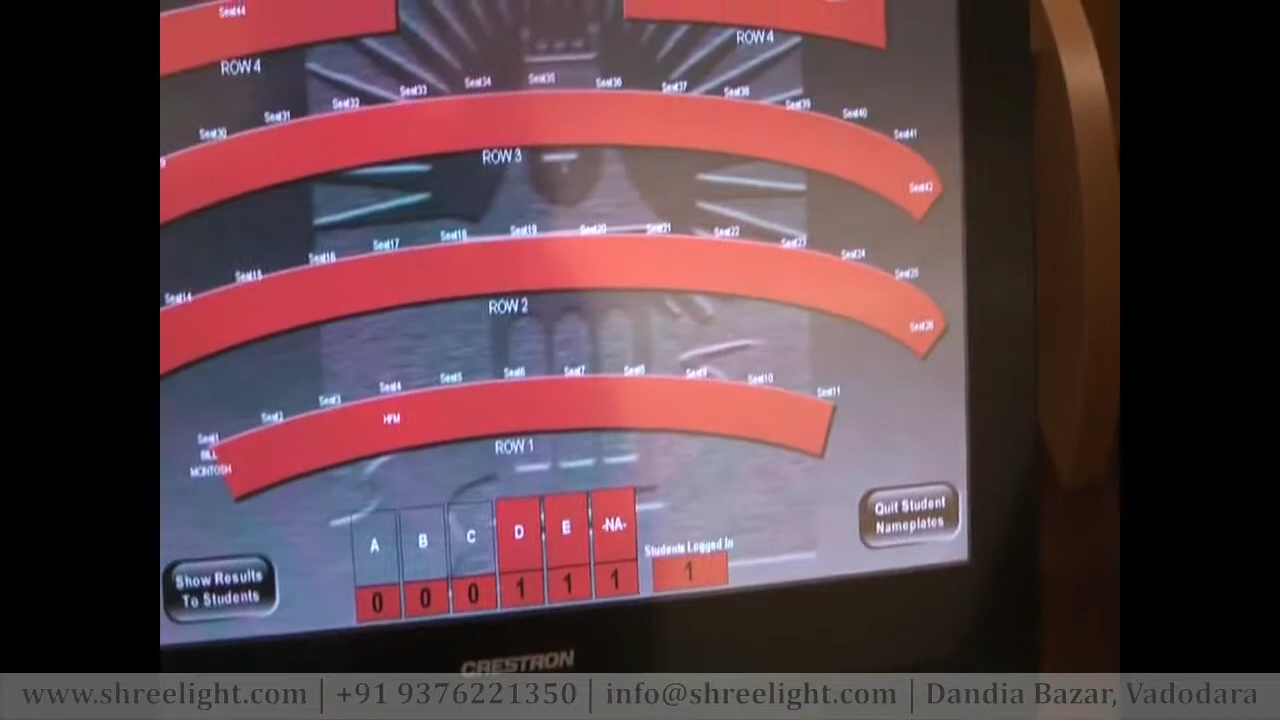 Seat44
ROW 4
ROW 4
Seat30
Seat31
Seat32
Seat33
Seat34
Seat35
Seat36
Seat37
Seat38
Seat39
Seat40
Seat41
Seat42
ROW 3
Seat14
Seat15
Seat16
Seat17
Seat18
Seat19
Seat20
Seat21
Seat22
Seat23
Seat24
Seat25
Seat26
ROW 2
Seat1
Seat2
Seat3
Seat4
Seat5
Seat6
Seat7
Seat8
Seat9
Seat10
Seat11
BILL
MCINTOSH
HFM
ROW 1
A B C D E -NA-
0 0 0 1 1 1
Students Logged In
1
Quit Student
Nameplates
Show Results
To Students
CRESTRON
www.shreelight.com | +91 9376221350 | info@shreelight.com | Dandia Bazar, Vadodara